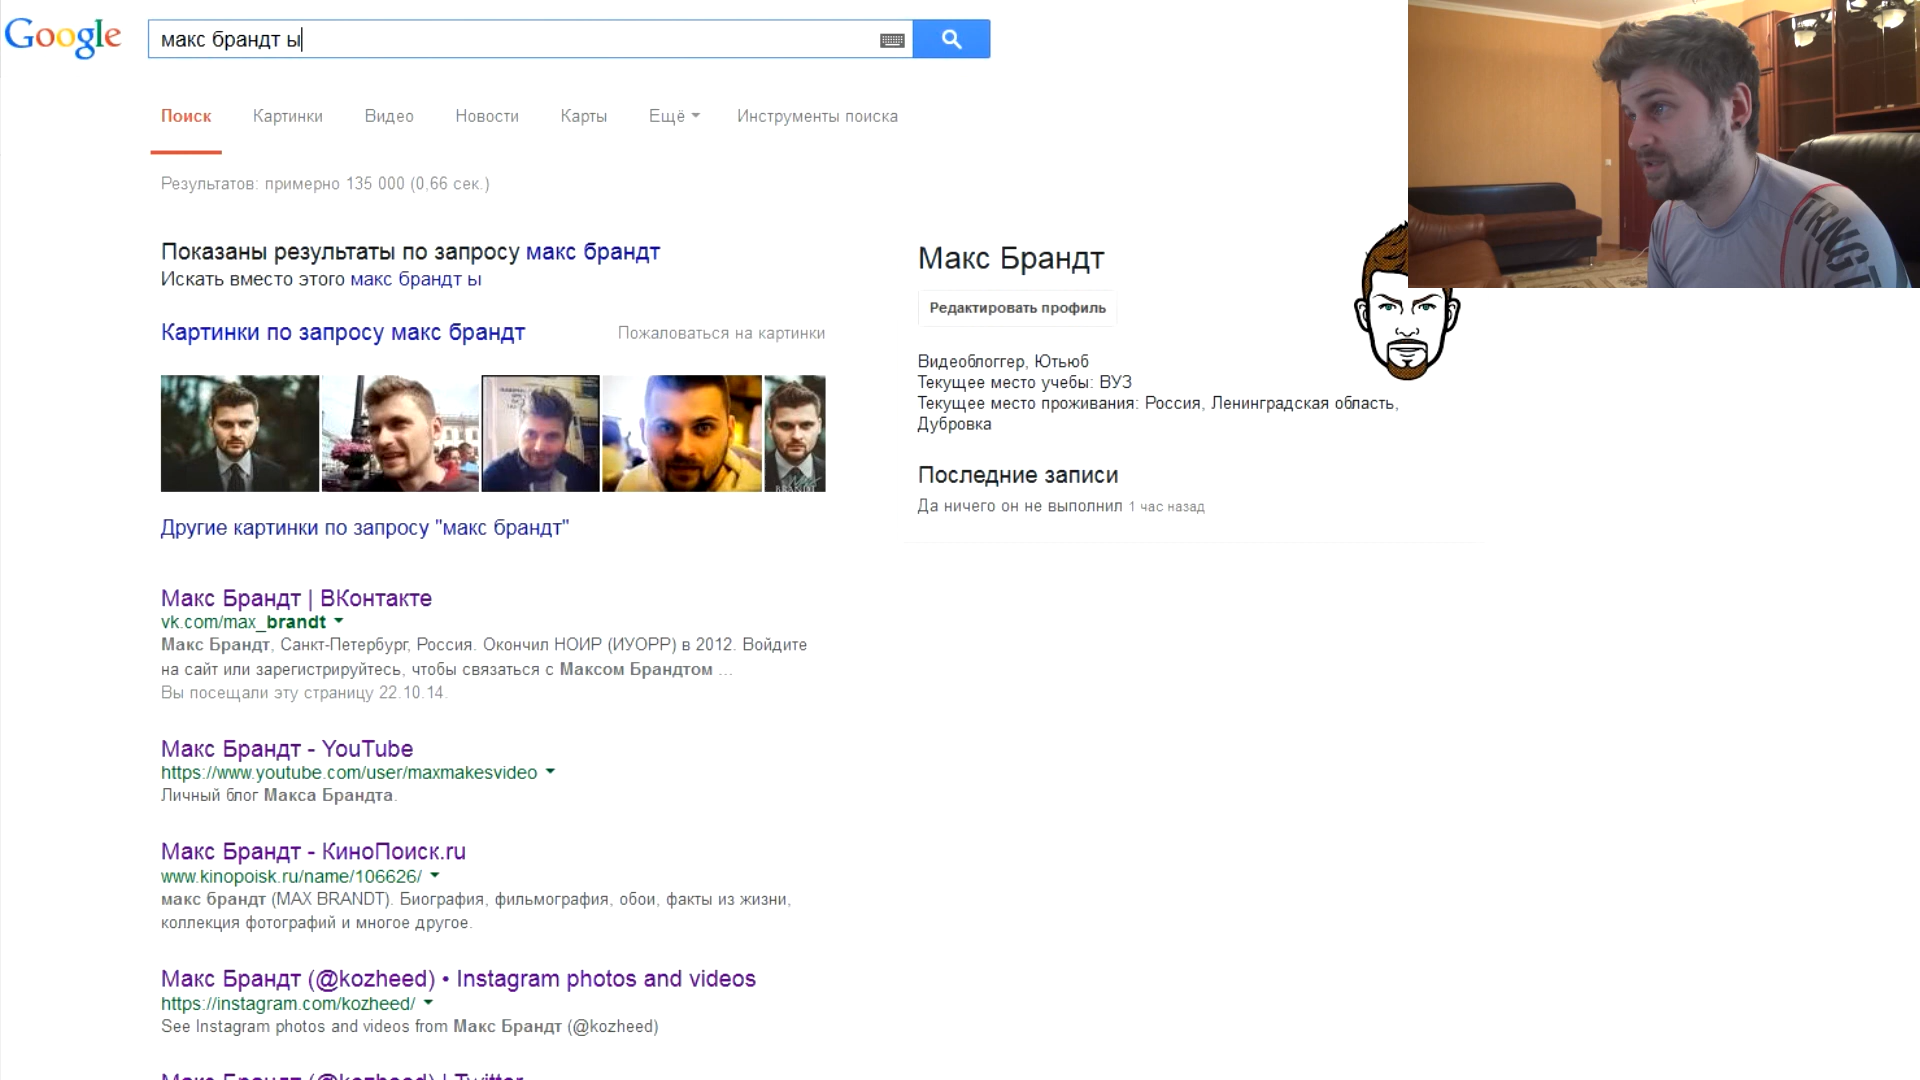 Google
макс брандт ы
Поиск
Картинки
Видео
Новости
Карты
Ещё
Инструменты поиска
Результатов: примерно 135 000 (0,66 сек.)
Показаны результаты по запросу макс брандт
Искать вместо этого макс брандт ы
Картинки по запросу макс брандт
Пожаловаться на картинки
BRANDT
Другие картинки по запросу "макс брандт"
Макс Брандт | ВКонтакте
vk.com/max_brandt
Макс Брандт, Санкт-Петербург, Россия. Окончил НОИР (ИУОРР) в 2012. Войдите
на сайт или зарегистрируйтесь, чтобы связаться с Максом Брандтом ...
Вы посещали эту страницу 22.10.14.
Макс Брандт - YouTube
https://www.youtube.com/user/maxmakesvideo
Личный блог Макса Брандта.
Макс Брандт - КиноПоиск.ru
www.kinopoisk.ru/name/106626/
макс брандт (MAX BRANDT). Биография, фильмография, обои, факты из жизни,
коллекция фотографий и многое другое.
Макс Брандт (@kozheed) • Instagram photos and videos
https://instagram.com/kozheed/
See Instagram photos and videos from Макс Брандт (@kozheed)
Макс Брандт (@kozheed) | Twitter
Макс Брандт
Редактировать профиль
Видеоблоггер, Ютьюб
Текущее место учебы: ВУЗ
Текущее место проживания: Россия, Ленинградская область,
Дубровка
Последние записи
Да ничего он не выполнил 1 час назад
TRNGT